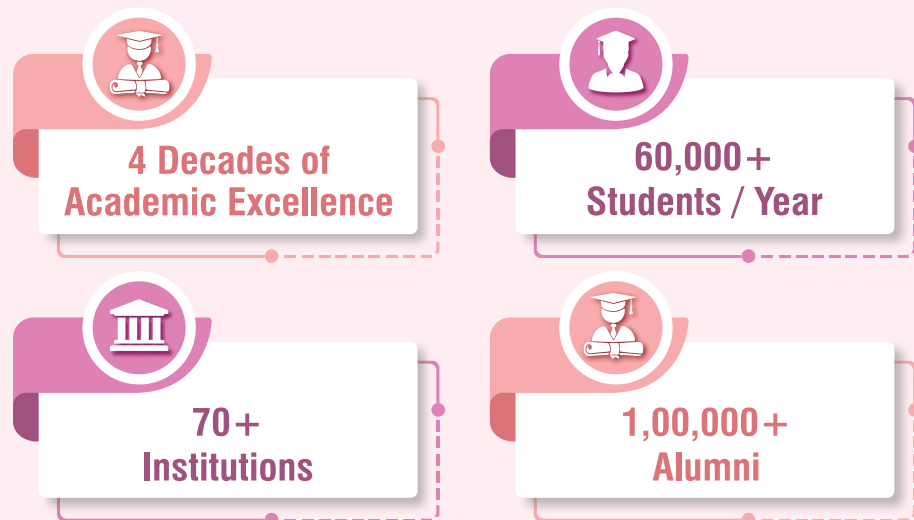 4 Decades of
Academic Excellence
60,000+
Students / Year
70+
Institutions
1,00,000+
Alumni